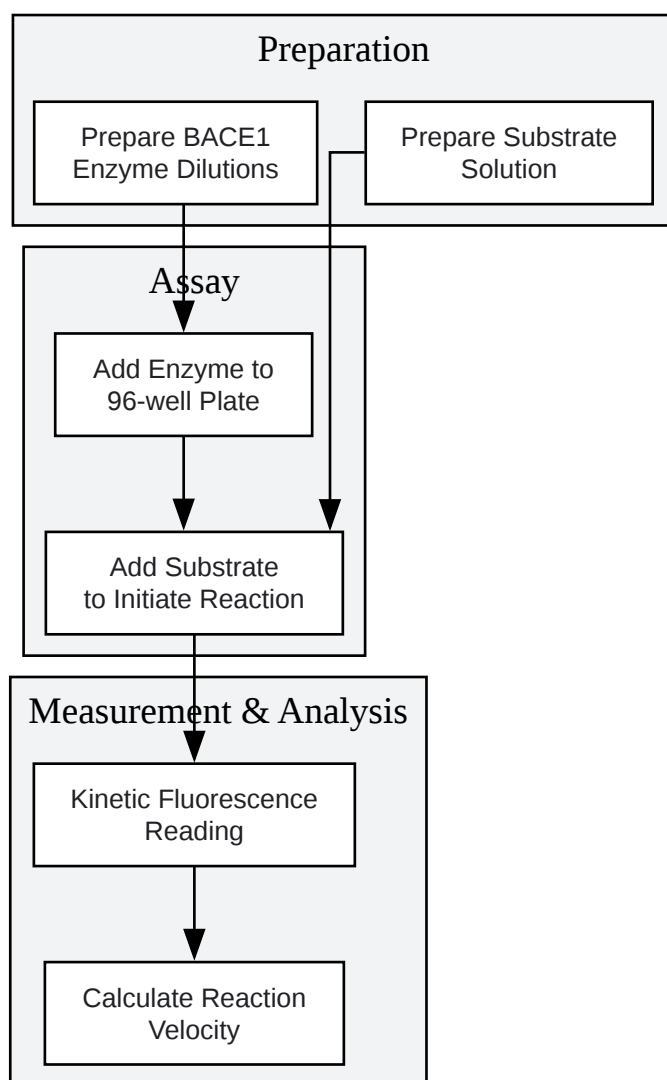 Preparation
Prepare BACE1
Enzyme Dilutions
Prepare Substrate
Solution
Assay
Add Enzyme to
96-well Plate
Add Substrate
to Initiate Reaction
Measurement & Analysis
Kinetic Fluorescence
Reading
Calculate Reaction
Velocity